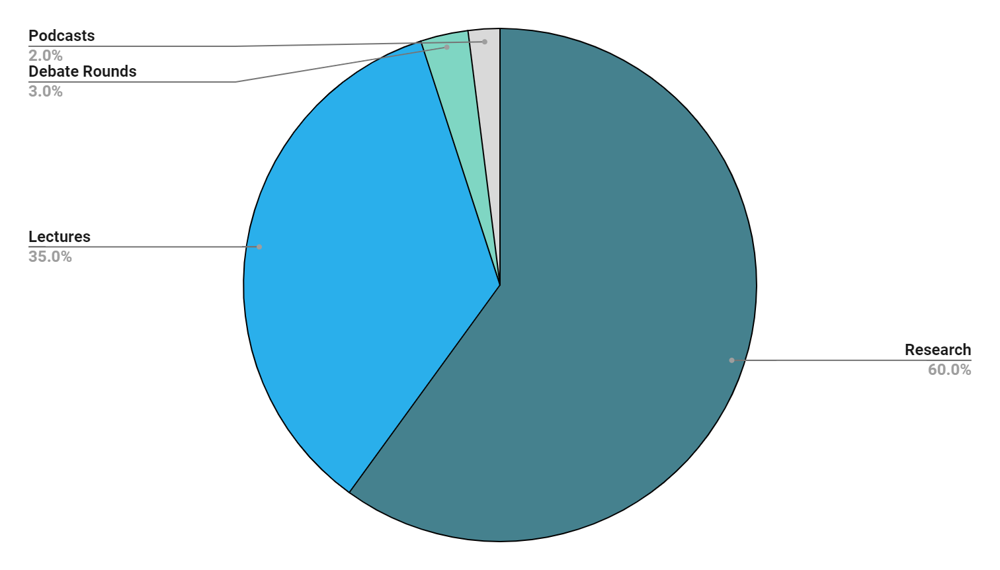 Podcasts
2.0%
Debate Rounds
3.0%
Lectures
35.0%
Research
60.0%